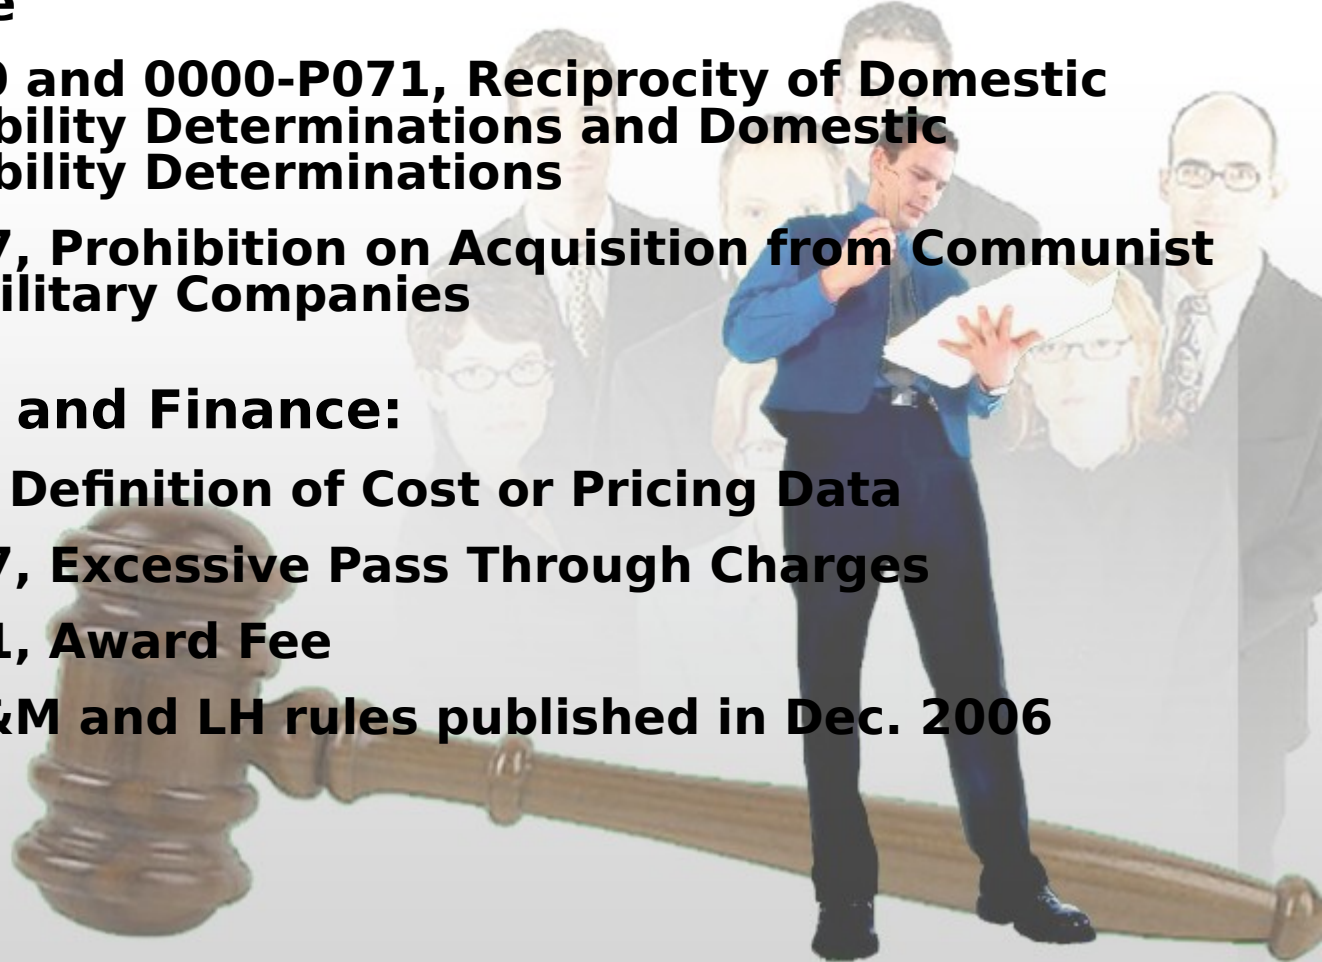 e
and 0000-P071, Reciprocity of Domestic
bility Determinations and Domestic
bility Determinations
7, Prohibition on Acquisition from Communist
ilitary Companies
and Finance:
Definition of Cost or Pricing Data
7, Excessive Pass Through Charges
1, Award Fee
&M and LH rules published in Dec. 2006